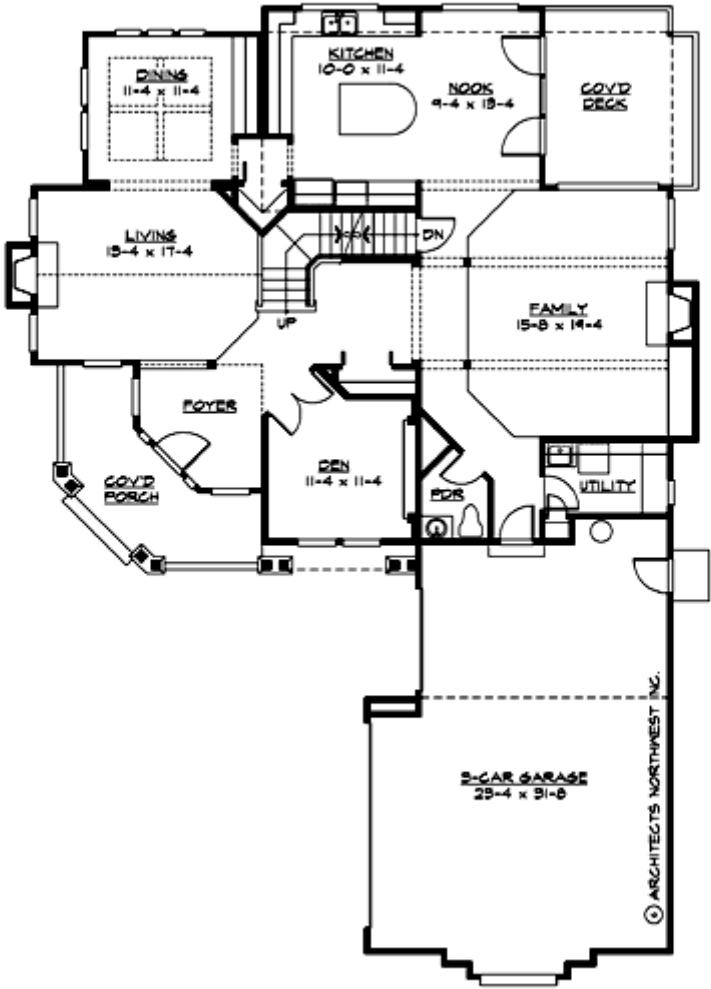 DINING
11-4 x 11-4
KITCHEN
10-0 x 11-4
NOOK
9-4 x 13-4
COV'D
DECK
LIVING
13-4 x 17-4
DN
UP
FAMILY
15-8 x 19-4
FOYER
COV'D
PORCH
DEN
11-4 x 11-4
PDR
UTILITY
3-CAR GARAGE
23-4 x 31-8
© ARCHITECTS NORTHWEST INC.